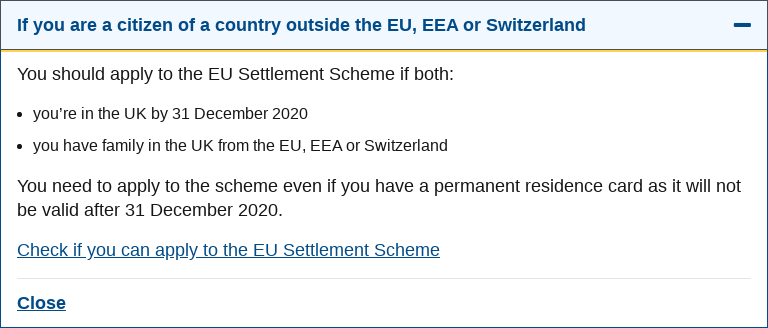 If you are a citizen of a country outside the EU, EEA or Switzerland
You should apply to the EU Settlement Scheme if both:
you’re in the UK by 31 December 2020
you have family in the UK from the EU, EEA or Switzerland
You need to apply to the scheme even if you have a permanent residence card as it will not
be valid after 31 December 2020.
Check if you can apply to the EU Settlement Scheme
Close